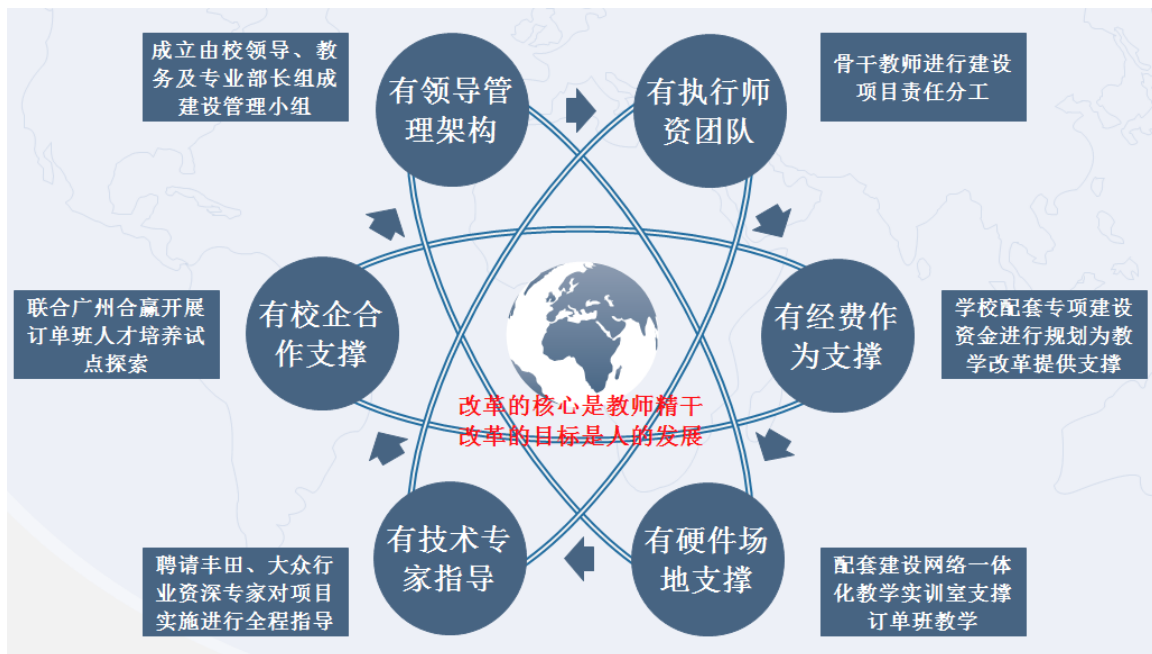 成立由校领导、教
务及专业部长组成
建设管理小组
有领导管
理架构
有执行师
资团队
骨干教师进行建设
项目责任分工
联合广州合赢开展
订单班人才培养试
点探索
有校企合
作支撑
有经费作
为支撑
学校配套专项建设
资金进行规划为教
学改革提供支撑
改革的核心是教师精干
改革的目标是人的发展
聘请丰田、大众行
业资深专家对项目
实施进行全程指导
有技术专
家指导
有硬件场
地支撑
配套建设网络一体
化教学实训室支撑
订单班教学